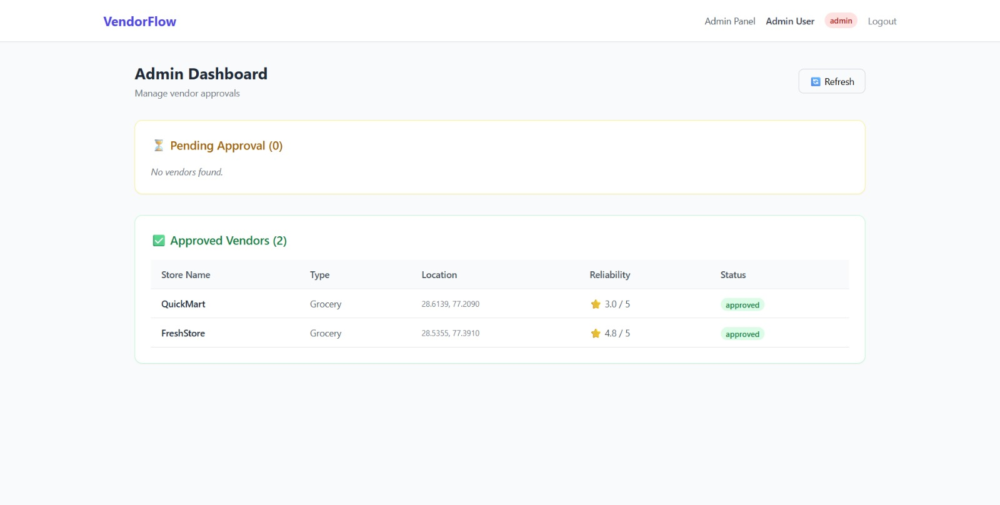 VendorFlow
Admin Panel Admin User admin Logout
Admin Dashboard
Manage vendor approvals
Refresh
Pending Approval (0)
No vendors found.
Approved Vendors (2)
Store Name Type Location Reliability Status
QuickMart Grocery 28.6139, 77.2090 3.0 / 5 approved
FreshStore Grocery 28.5355, 77.3910 4.8 / 5 approved